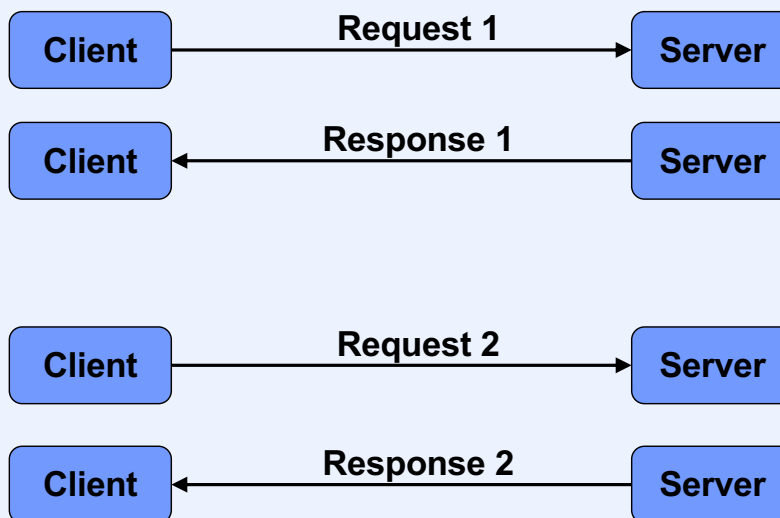 Client Request 1 Server
Client Response 1 Server
Client Request 2 Server
Client Response 2 Server